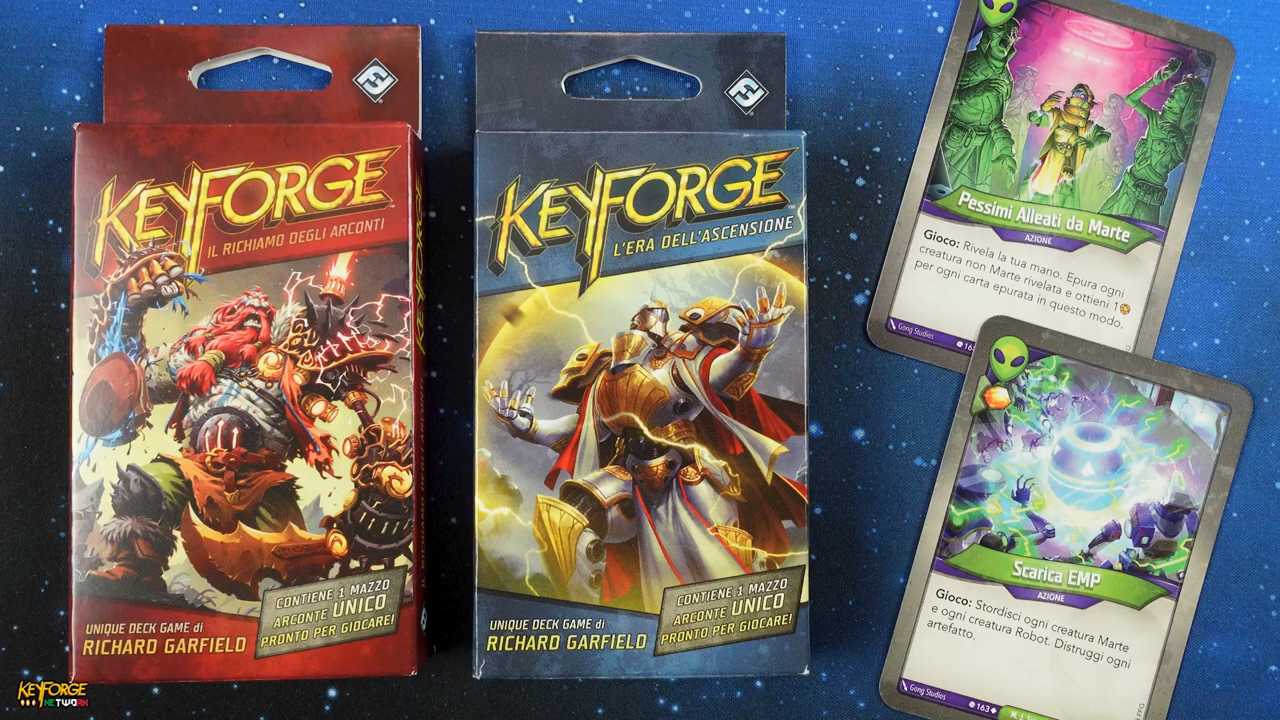 KEYFORGE
IL RICHIAMO DEGLI ARCONTI
CONTIENE 1 MAZZO
ARCONTE UNICO
PRONTO PER GIOCARE!
UNIQUE DECK GAME di
RICHARD GARFIELD
KEYFORGE
L'ERA DELL'ASCENSIONE
CONTIENE 1 MAZZO
ARCONTE UNICO
PRONTO PER GIOCARE!
UNIQUE DECK GAME di
RICHARD GARFIELD
Pessimi Alleati da Marte
AZIONE
Gioco: Rivela la tua mano. Epura ogni
creatura non Marte rivelata e ottieni 1
per ogni carta epurata in questo modo.
Gong Studios
Scarica EMP
AZIONE
Gioco: Stordisci ogni creatura Marte
e ogni creatura Robot. Distruggi ogni
artefatto.
Gong Studios
163
KEYFORGE
NETWORK